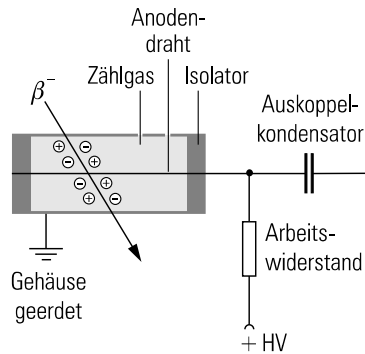 Anoden-
draht
Zählgas
Isolator
β⁻
Auskoppel-
kondensator
Arbeits-
widerstand
Gehäuse
geerdet
+ HV